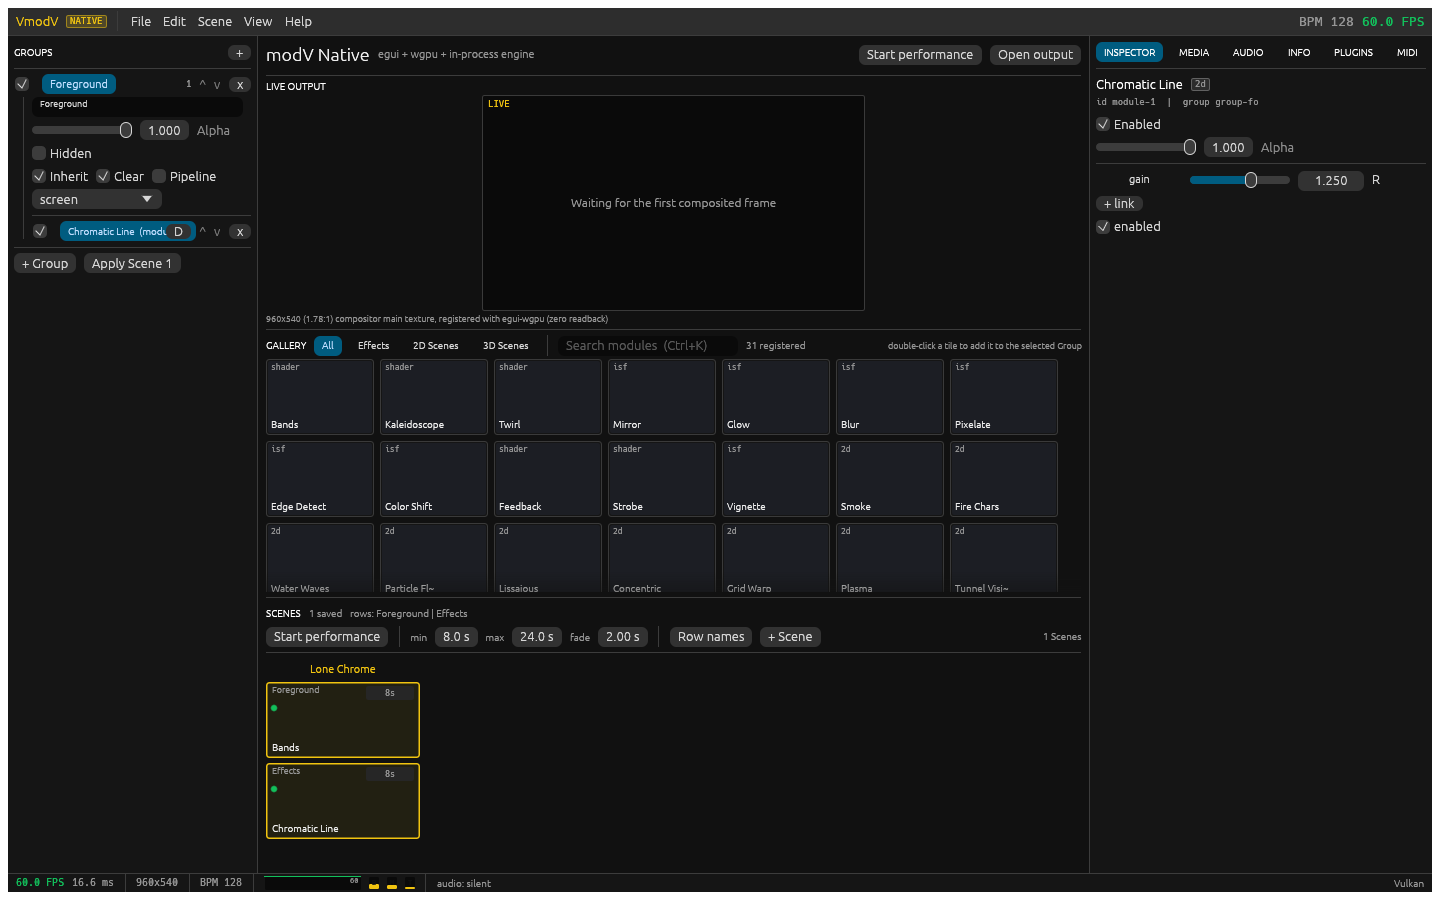 VmodV NATIVE File Edit Scene View Help BPM 128 60.0 FPS
GROUPS +
Foreground 1 ^ v x
Foreground
1.000 Alpha
Hidden
Inherit Clear Pipeline
screen
Chromatic Line (modu D ^ v x
+ Group Apply Scene 1
modV Native egui + wgpu + in-process engine Start performance Open output
LIVE OUTPUT
LIVE
Waiting for the first composited frame
960x540 (1.78:1) compositor main texture, registered with egui-wgpu (zero readback)
GALLERY All Effects 2D Scenes 3D Scenes Search modules (Ctrl+K) 31 registered double-click a tile to add it to the selected Group
shader shader shader isf isf isf isf
Bands Kaleidoscope Twirl Mirror Glow Blur Pixelate
isf isf shader shader isf 2d 2d
Edge Detect Color Shift Feedback Strobe Vignette Smoke Fire Chars
2d 2d 2d 2d 2d 2d 2d
Water Waves Particle Fl~ Lissajous Concentric Grid Warp Plasma Tunnel Visi~
SCENES 1 saved rows: Foreground | Effects
Start performance min 8.0 s max 24.0 s fade 2.00 s Row names + Scene 1 Scenes
Lone Chrome
Foreground 8s
Bands
Effects 8s
Chromatic Line
INSPECTOR MEDIA AUDIO INFO PLUGINS MIDI
Chromatic Line 2d
id module-1 | group group-fo
Enabled
1.000 Alpha
gain 1.250 R
+ link
enabled
60.0 FPS 16.6 ms 960x540 BPM 128 60 audio: silent Vulkan